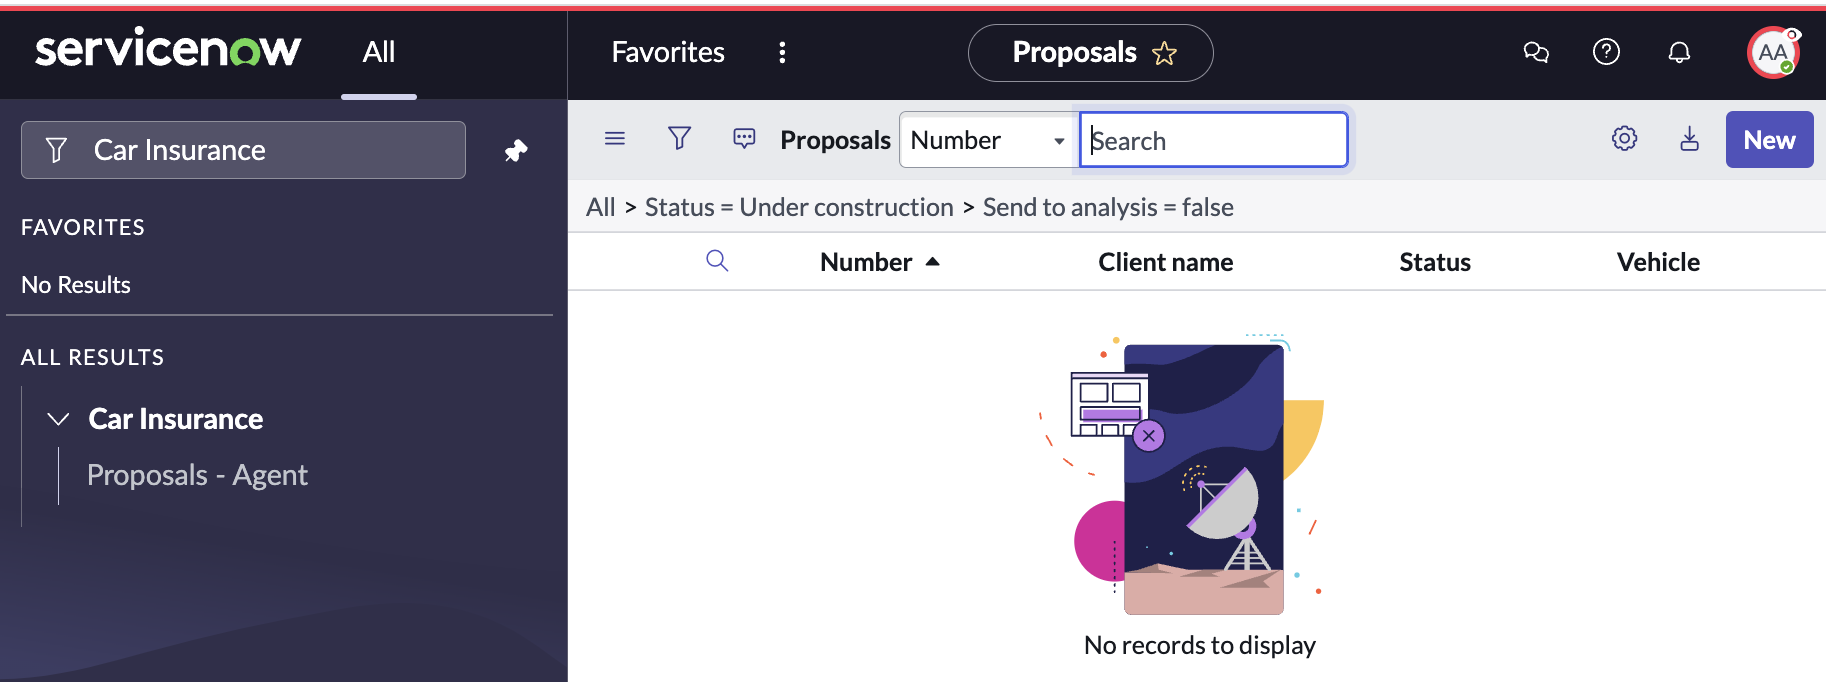 servicenow
All
Favorites
Proposals
AA
Car Insurance
FAVORITES
No Results
ALL RESULTS
Car Insurance
Proposals - Agent
Proposals
Number
Search
New
All > Status = Under construction > Send to analysis = false
Number
Client name
Status
Vehicle
No records to display